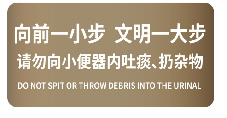 向前一小步 文明一大步
请勿向小便器内吐痰、扔杂物
DO NOT SPIT OR THROW DEBRIS INTO THE URINAL